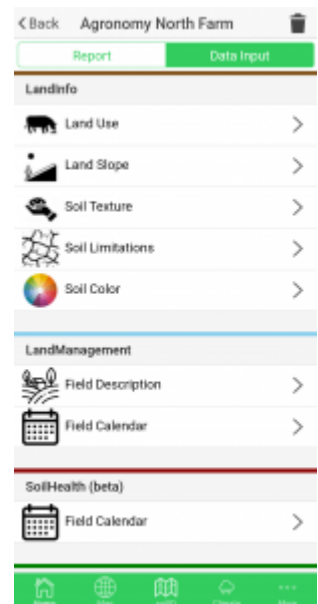 Back Agronomy North Farm
Report Data Input
LandInfo
Land Use
Land Slope
Soil Texture
Soil Limitations
Soil Color
LandManagement
Field Description
Field Calendar
SoilHealth (beta)
Field Calendar